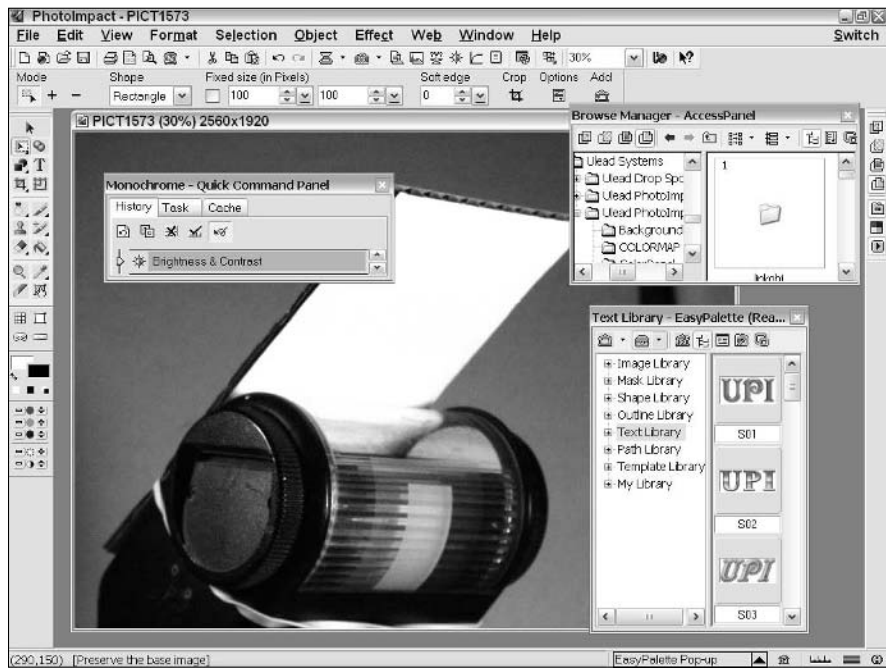 PhotoImpact - PICT1573
File Edit View Format Selection Object Effect Web Window Help Switch
30%
Mode Shape Fixed size (in Pixels) Soft edge Crop Options Add
Rectangle 100 100 0
Browse Manager - AccessPanel
PICT1573 (30%) 2560x1920
Ulead Systems
Ulead Drop Spc
Ulead PhotoImp
Ulead PhotoImp
Background
COLORMAP
1
Monochrome - Quick Command Panel
History Task Cache
Brightness & Contrast
Text Library - EasyPalette (Rea...
Image Library
Mask Library
Shape Library
Outline Library
Text Library
Path Library
Template Library
My Library
UPI
S01
UPI
S02
UPI
S03
(290,150) [Preserve the base image] EasyPalette Pop-up